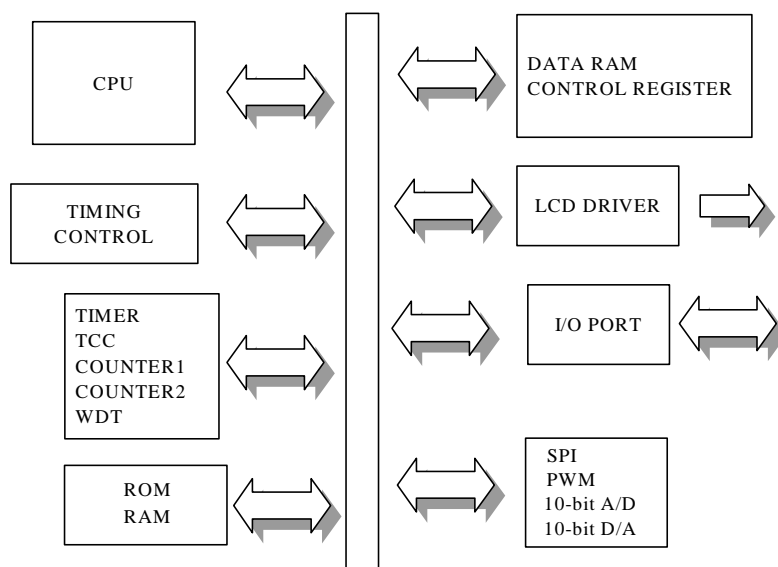 CPU
TIMING
CONTROL
TIMER
TCC
COUNTER1
COUNTER2
WDT
ROM
RAM
DATA RAM
CONTROL REGISTER
LCD DRIVER
I/O PORT
SPI
PWM
10-bit A/D
10-bit D/A